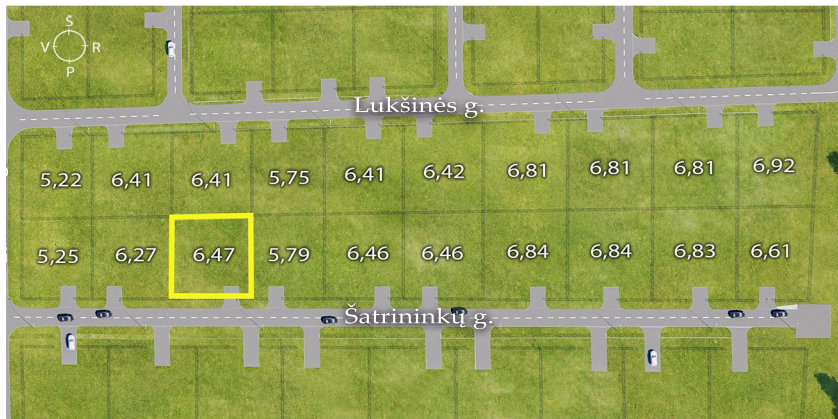 Š
V R
P
Lukšinės g.
5,22 6,41 6,41 5,75 6,41 6,42 6,81 6,81 6,81 6,92
5,25 6,27 6,47 5,79 6,46 6,46 6,84 6,84 6,83 6,61
Šatrininkų g.